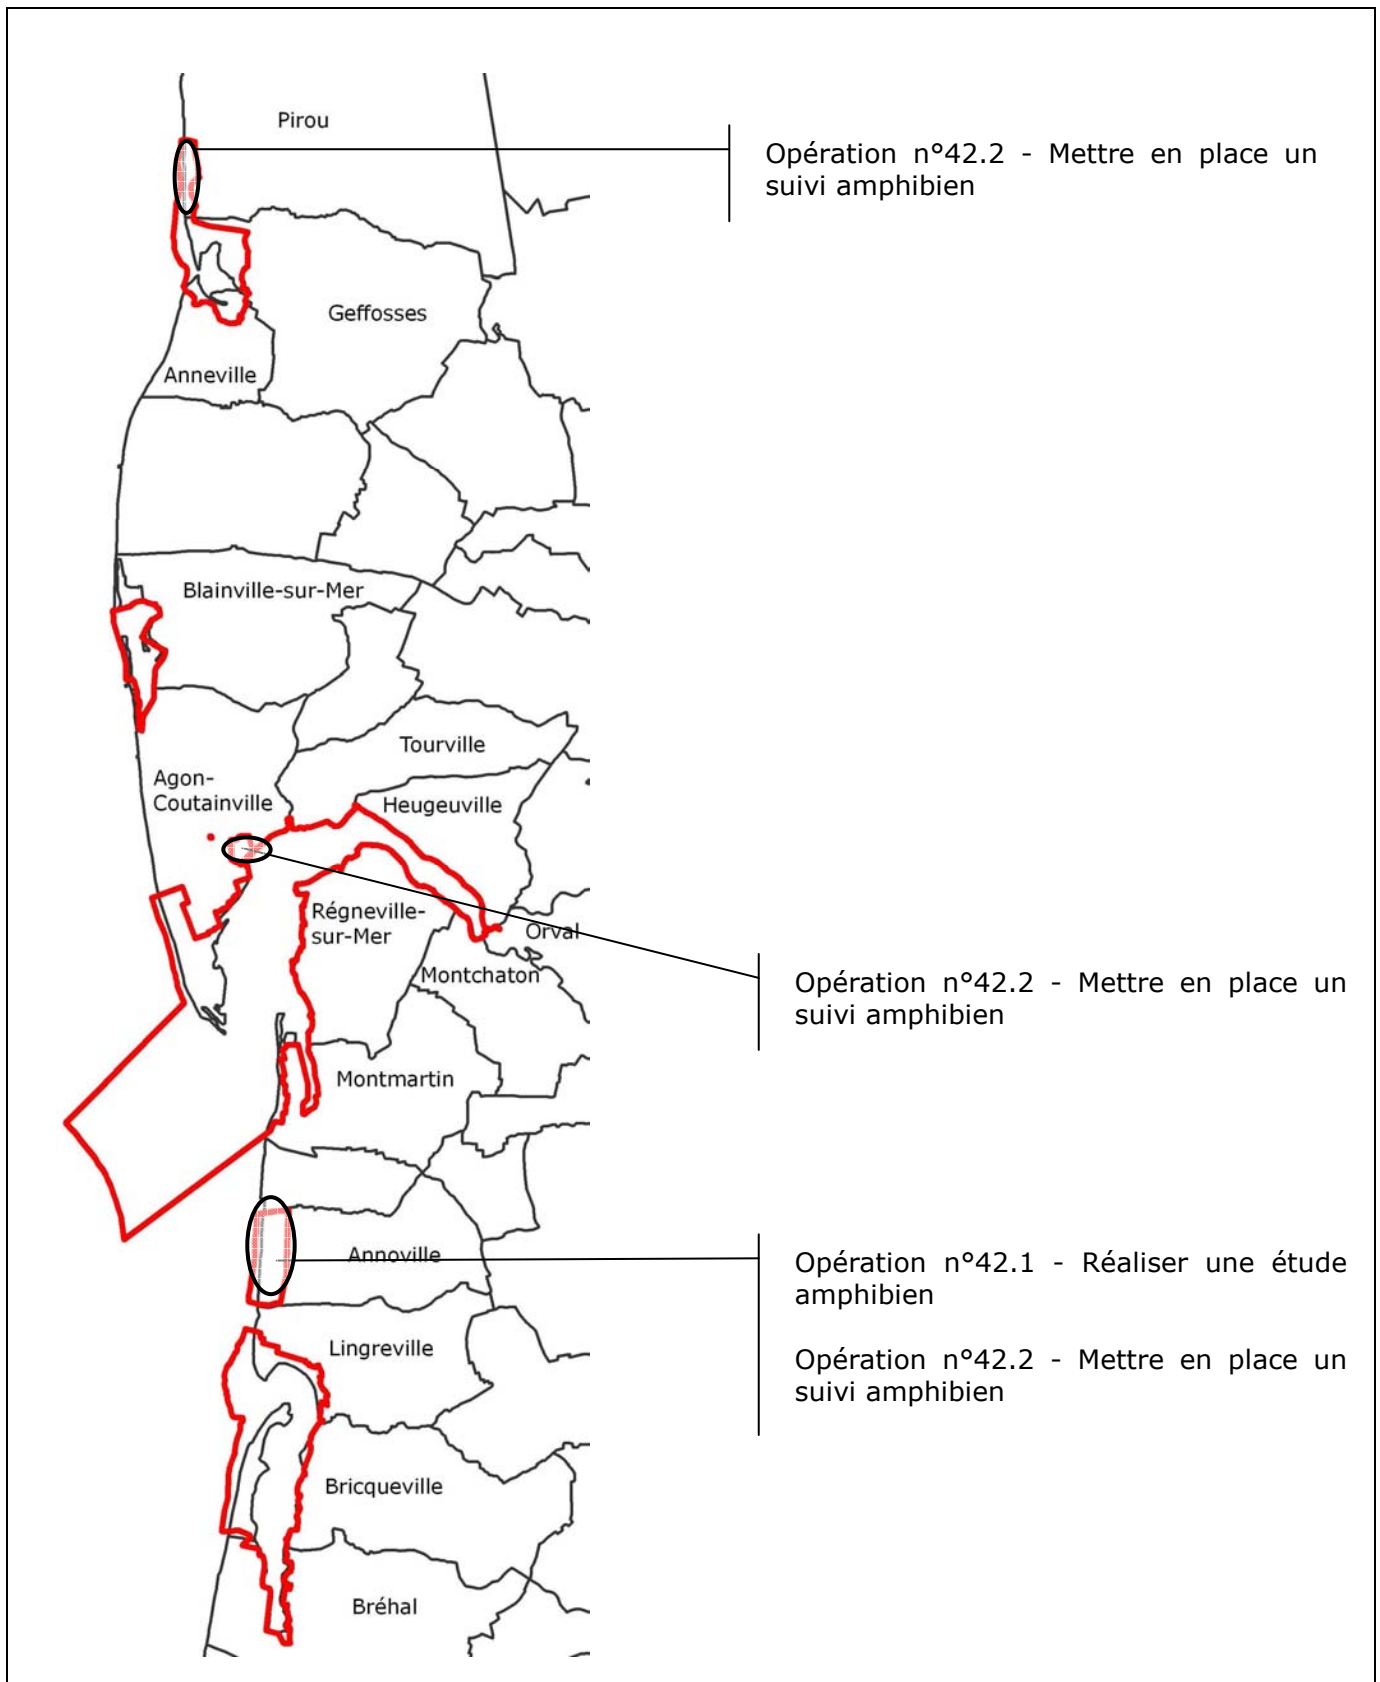 Pirou
Opération n°42.2 - Mettre en place un
suivi amphibien
Geffosses
Anneville
Blainville-sur-Mer
Tourville
Agon-
Coutainville
Heugeuville
Régneville-
sur-Mer
Orval
Montchaton
Opération n°42.2 - Mettre en place un
suivi amphibien
Montmartin
Annoville
Opération n°42.1 - Réaliser une étude
amphibien
Lingreville
Opération n°42.2 - Mettre en place un
suivi amphibien
Bricqueville
Bréhal